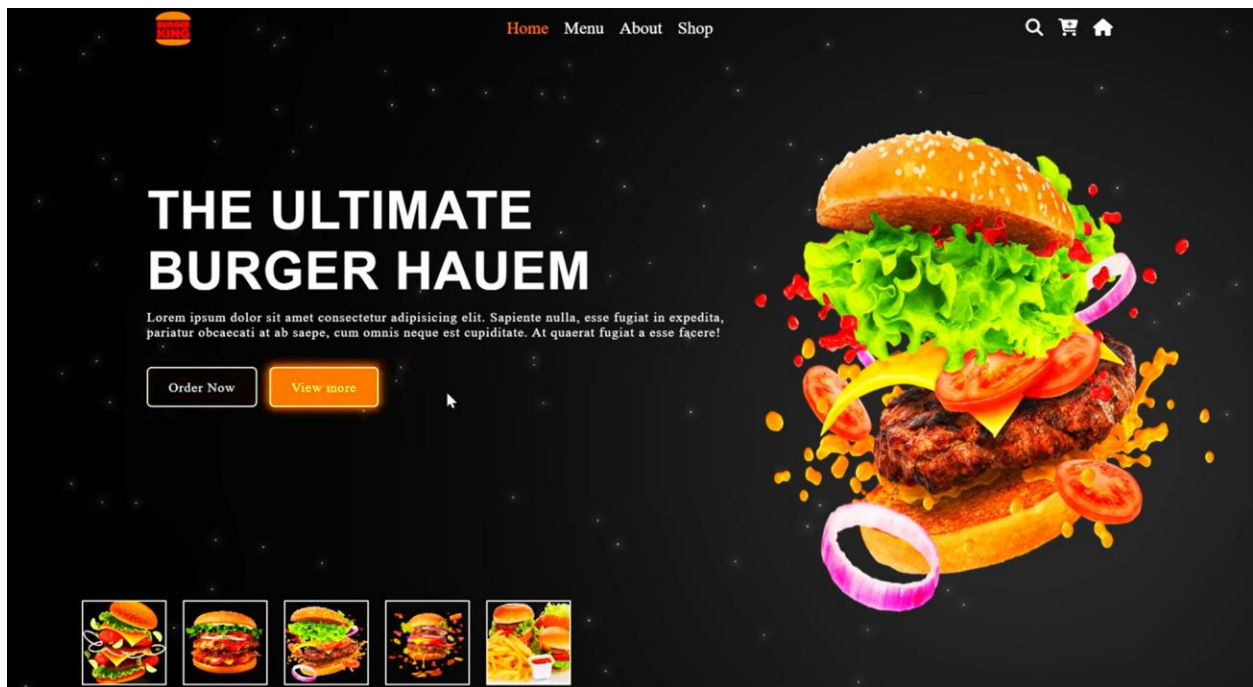 KING
Home Menu About Shop
THE ULTIMATE
BURGER HAUEM
Lorem ipsum dolor sit amet consectetur adipisicing elit. Sapiente nulla, esse fugiat in expedita,
pariatur obcaecati at ab saepe, cum omnis neque est cupiditate. At quaerat fugiat a esse facere!
Order Now View more